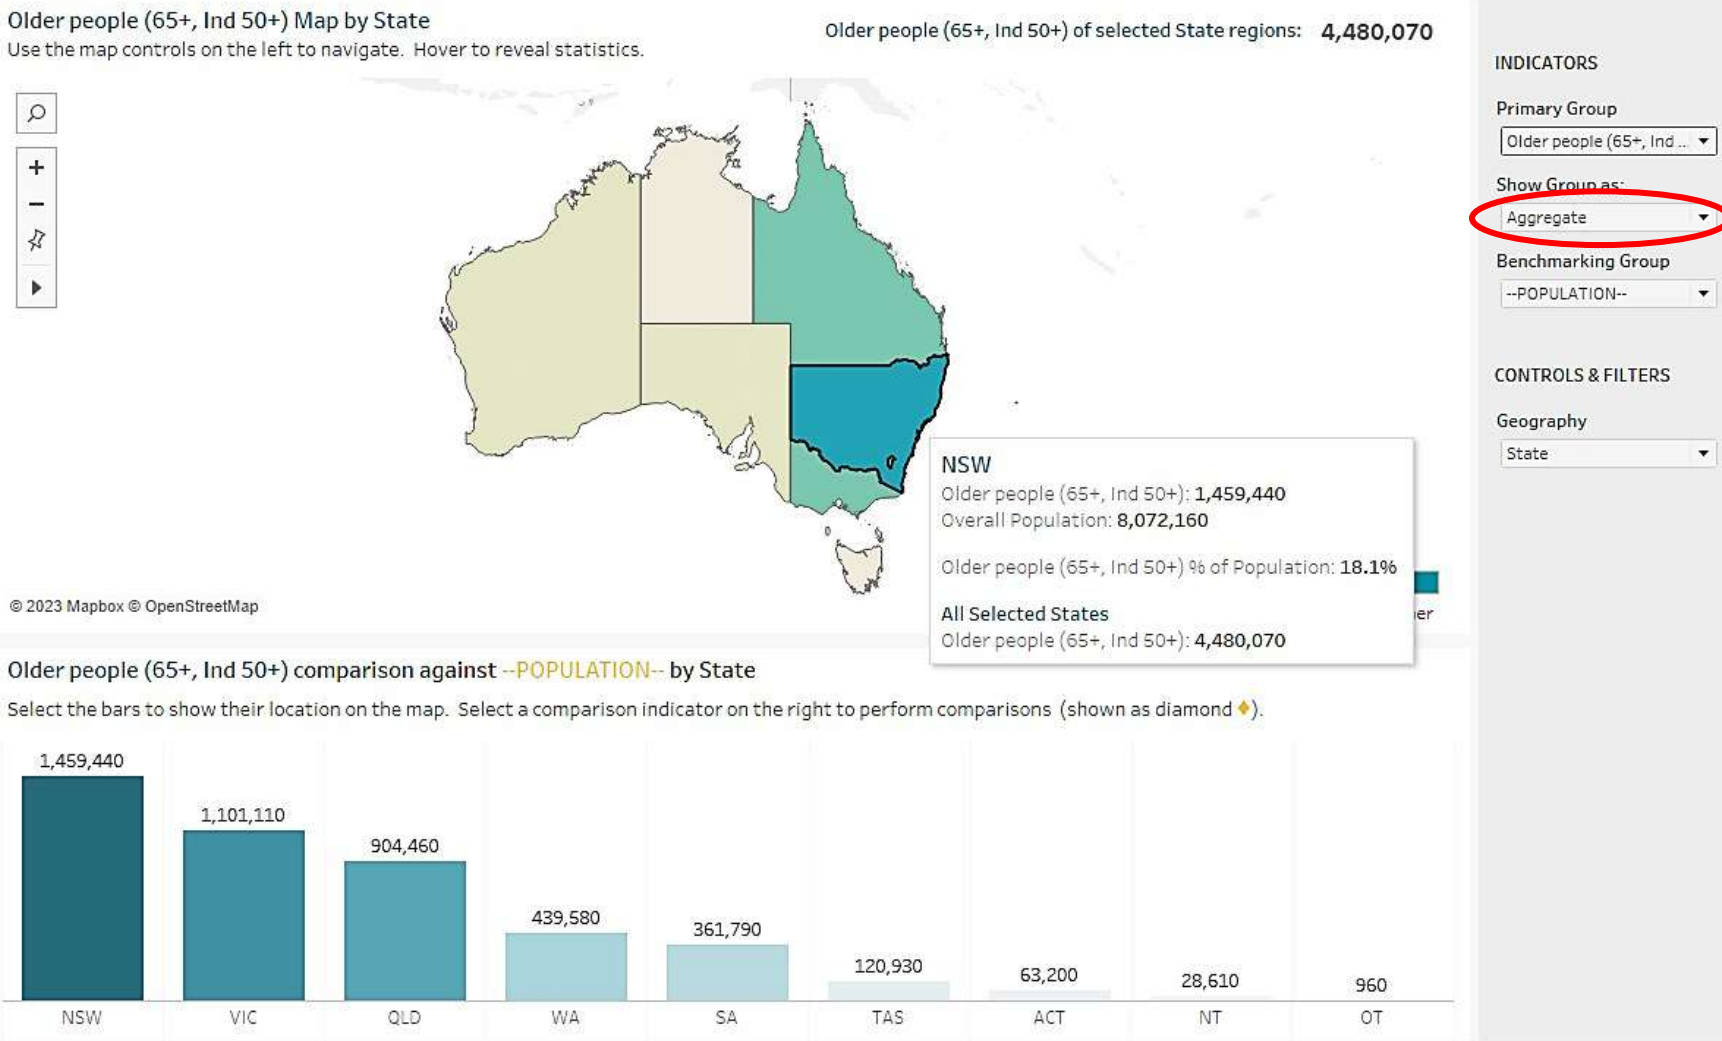 Older people (65+, Ind 50+) Map by State
Use the map controls on the left to navigate. Hover to reveal statistics.
Older people (65+, Ind 50+) of selected State regions: 4,480,070
INDICATORS
Primary Group
Older people (65+, Ind ...
Show Group as:
Aggregate
Benchmarking Group
--POPULATION--
CONTROLS & FILTERS
Geography
State
NSW
Older people (65+, Ind 50+): 1,459,440
Overall Population: 8,072,160
Older people (65+, Ind 50+) % of Population: 18.1%
All Selected States
Older people (65+, Ind 50+): 4,480,070
er
© 2023 Mapbox © OpenStreetMap
Older people (65+, Ind 50+) comparison against --POPULATION-- by State
Select the bars to show their location on the map. Select a comparison indicator on the right to perform comparisons (shown as diamond ♦).
1,459,440
1,101,110
904,460
439,580
361,790
120,930
63,200
28,610
960
NSW VIC QLD WA SA TAS ACT NT OT